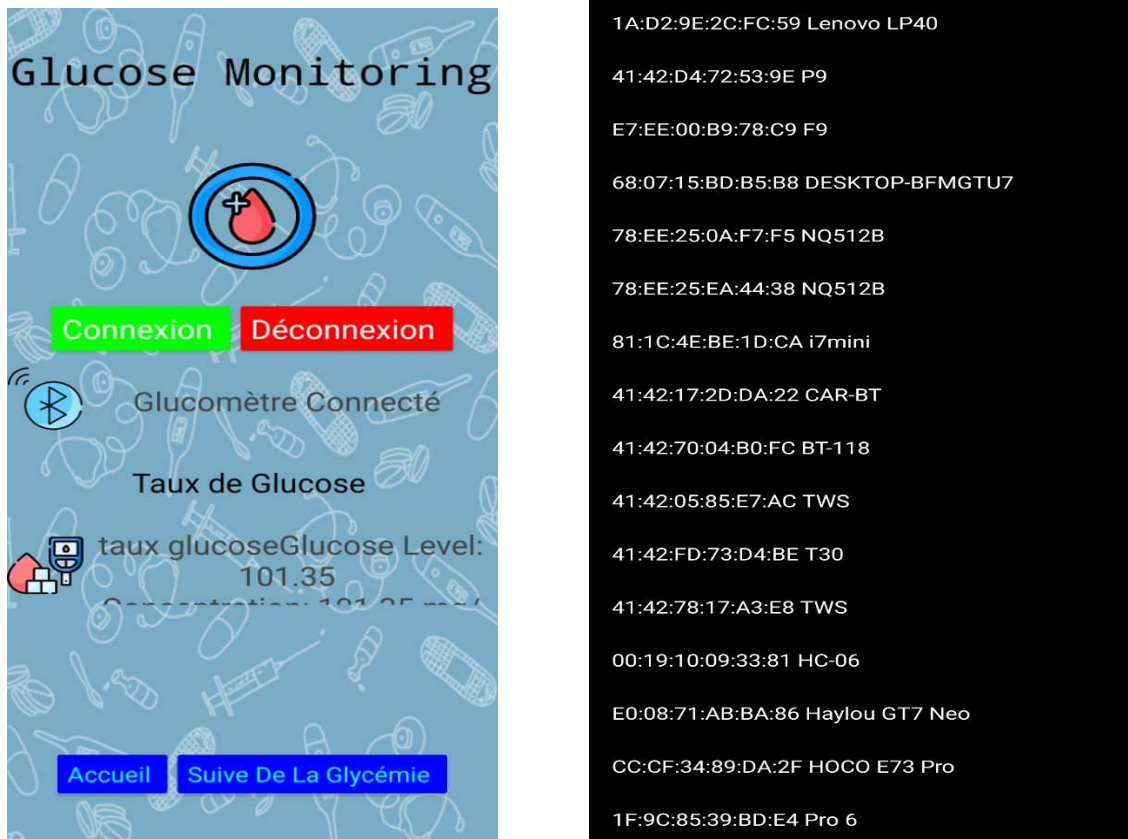 Glucose Monitoring
Connexion
Déconnexion
Glucomètre Connecté
Taux de Glucose
taux glucoseGlucose Level:
101.35
Concentration: 101.35 mg/
Accueil
Suive De La Glycémie
1A:D2:9E:2C:FC:59 Lenovo LP40
41:42:D4:72:53:9E P9
E7:EE:00:B9:78:C9 F9
68:07:15:BD:B5:B8 DESKTOP-BFMGTU7
78:EE:25:0A:F7:F5 NQ512B
78:EE:25:EA:44:38 NQ512B
81:1C:4E:BE:1D:CA i7mini
41:42:17:2D:DA:22 CAR-BT
41:42:70:04:B0:FC BT-118
41:42:05:85:E7:AC TWS
41:42:FD:73:D4:BE T30
41:42:78:17:A3:E8 TWS
00:19:10:09:33:81 HC-06
E0:08:71:AB:BA:86 Haylou GT7 Neo
CC:CF:34:89:DA:2F HOCO E73 Pro
1F:9C:85:39:BD:E4 Pro 6